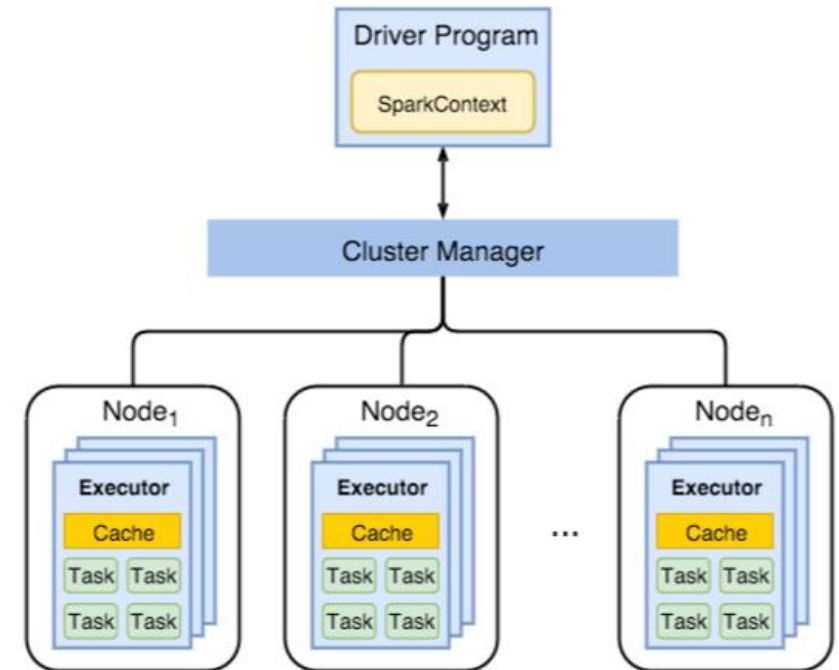 Driver Program
SparkContext
Cluster Manager
Node₁
Executor
Cache
Task Task
Task Task
Node₂
Executor
Cache
Task Task
Task Task
...
Nodeₙ
Executor
Cache
Task Task
Task Task